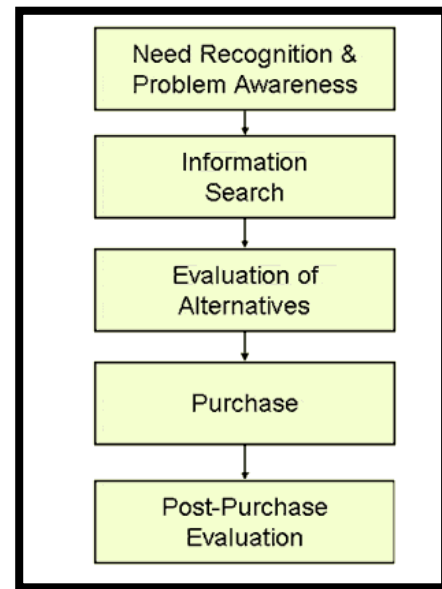 Need Recognition &
Problem Awareness
Information
Search
Evaluation of
Alternatives
Purchase
Post-Purchase
Evaluation